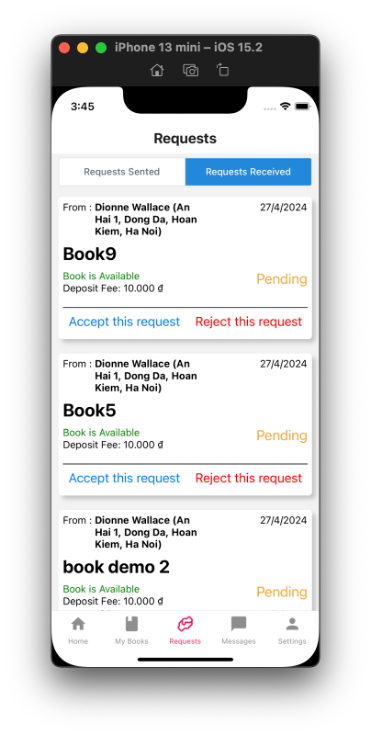 iPhone 13 mini – iOS 15.2
3:45
Requests
Requests Sented
Requests Received
From : Dionne Wallace (An 27/4/2024
Hai 1, Dong Da, Hoan
Kiem, Ha Noi)
Book9
Book is Available
Pending
Deposit Fee: 10.000 ₫
Accept this request Reject this request
From : Dionne Wallace (An 27/4/2024
Hai 1, Dong Da, Hoan
Kiem, Ha Noi)
Book5
Book is Available
Pending
Deposit Fee: 10.000 ₫
Accept this request Reject this request
From : Dionne Wallace (An 27/4/2024
Hai 1, Dong Da, Hoan
Kiem, Ha Noi)
book demo 2
Book is Available
Pending
Deposit Fee: 10.000 ₫
Home My Books Requests Messages Settings